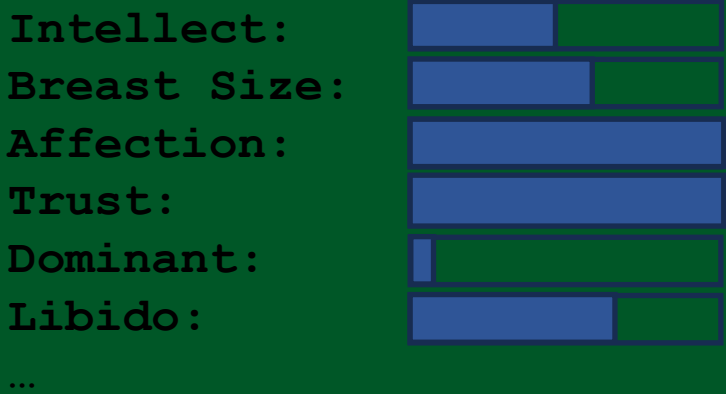 Intellect:
Breast Size:
Affection:
Trust:
Dominant:
Libido:
…